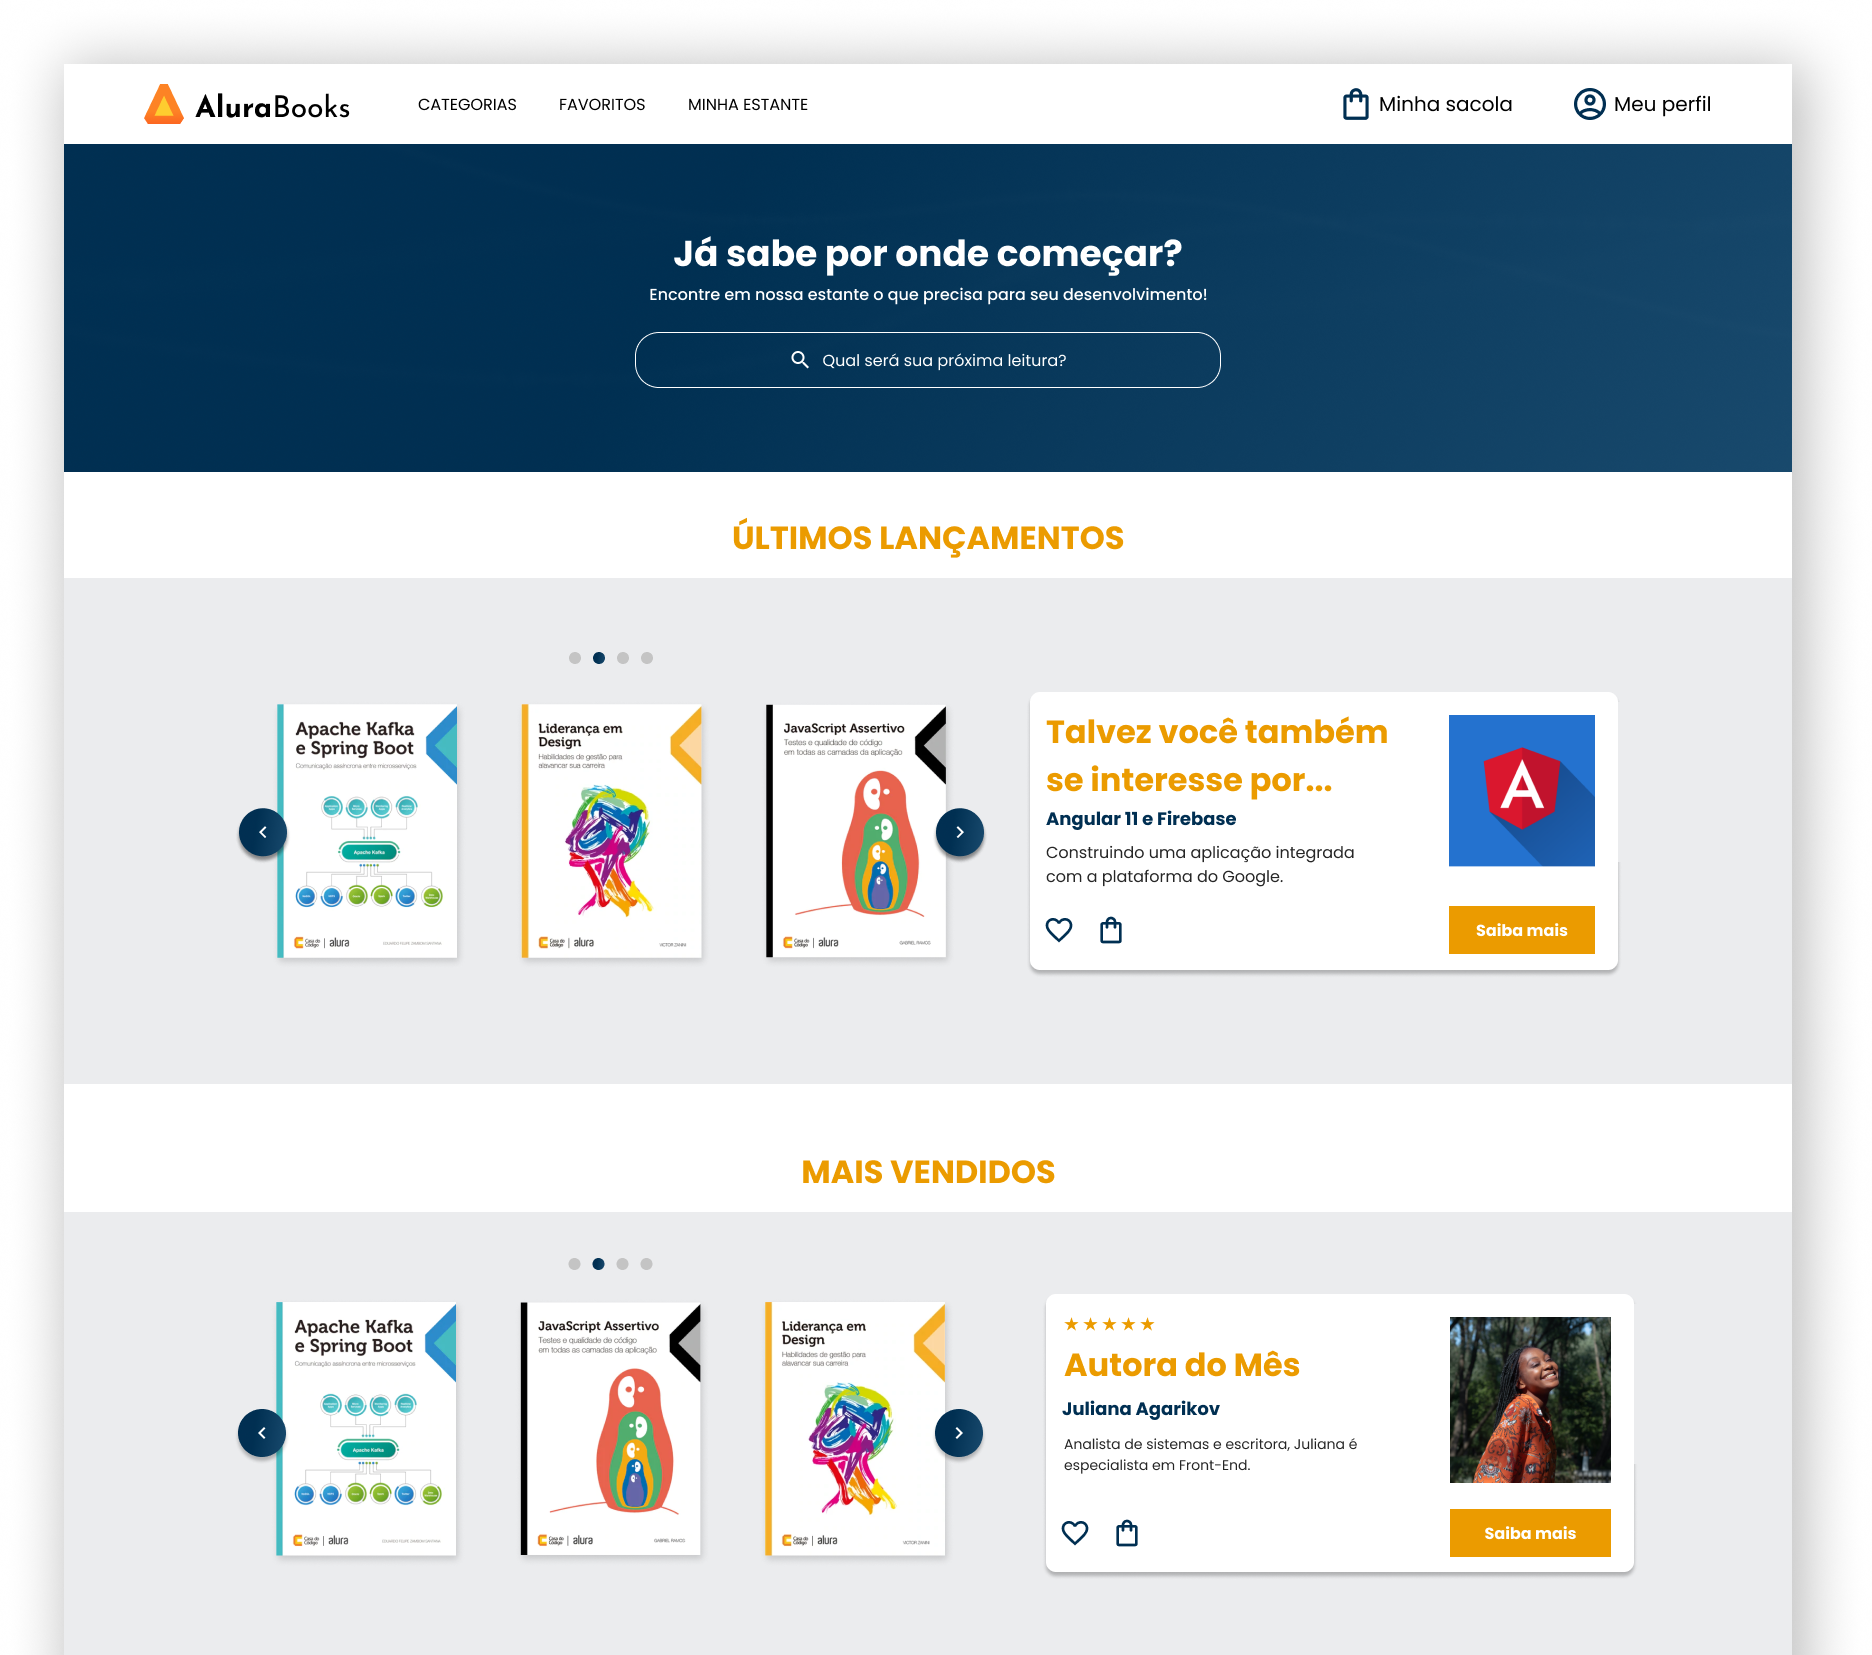 AluraBooks
CATEGORIAS
FAVORITOS
MINHA ESTANTE
Minha sacola
Meu perfil
Já sabe por onde começar?
Encontre em nossa estante o que precisa para seu desenvolvimento!
Qual será sua próxima leitura?
ÚLTIMOS LANÇAMENTOS
Apache Kafka
e Spring Boot
Comunicação assíncrona entre microsserviços
Apache Kafka
Casa do
Código
alura
Liderança em
Design
Habilidades de gestão para
alavancar sua carreira
Casa do
Código
alura
VICTOR ZANINI
JavaScript Assertivo
Testes e qualidade de código
em todas as camadas da aplicação
Casa do
Código
alura
GABRIEL RAMOS
Talvez você também
se interesse por...
Angular 11 e Firebase
Construindo uma aplicação integrada
com a plataforma do Google.
A
Saiba mais
MAIS VENDIDOS
Apache Kafka
e Spring Boot
Comunicação assíncrona entre microsserviços
Apache Kafka
Casa do
Código
alura
JavaScript Assertivo
Testes e qualidade de código
em todas as camadas da aplicação
Casa do
Código
alura
GABRIEL RAMOS
Liderança em
Design
Habilidades de gestão para
alavancar sua carreira
Casa do
Código
alura
VICTOR ZANINI
Autora do Mês
Juliana Agarikov
Analista de sistemas e escritora, Juliana é
especialista em Front-End.
Saiba mais